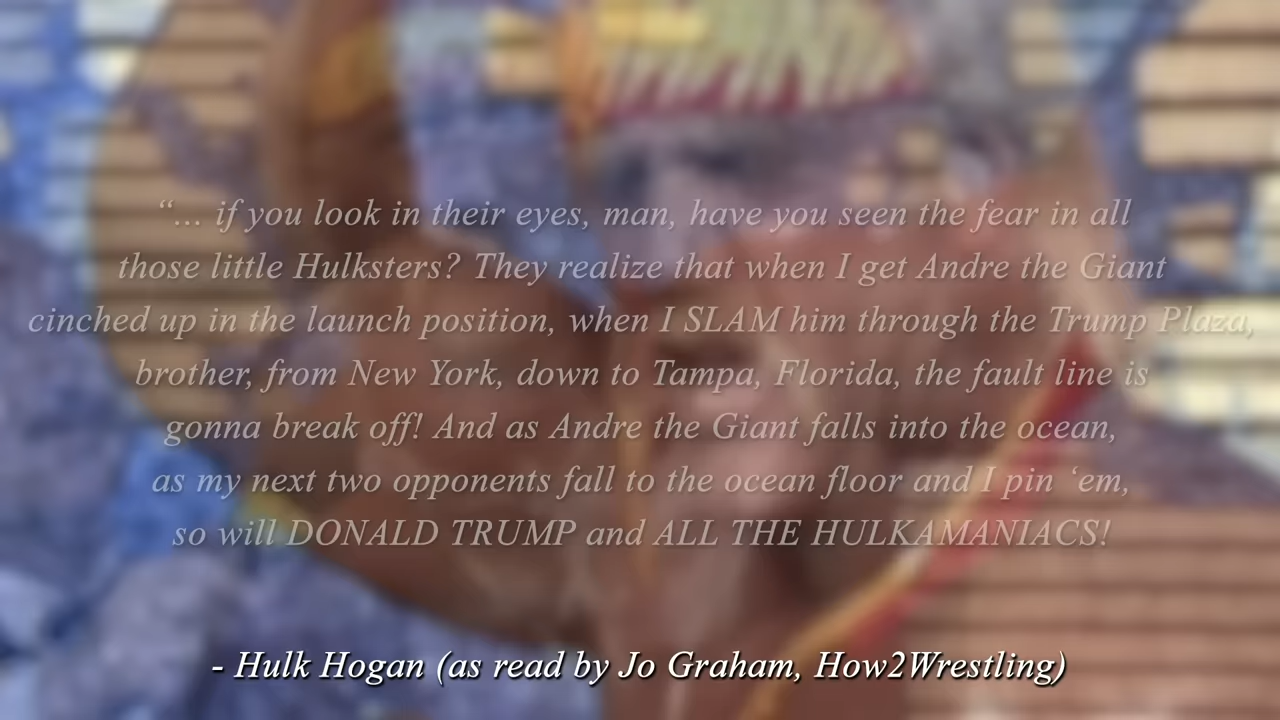 “... if you look in their eyes, man, have you seen the fear in all
those little Hulksters? They realize that when I get Andre the Giant
cinched up in the launch position, when I SLAM him through the Trump Plaza,
brother, from New York, down to Tampa, Florida, the fault line is
gonna break off! And as Andre the Giant falls into the ocean,
as my next two opponents fall to the ocean floor and I pin ‘em,
so will DONALD TRUMP and ALL THE HULKAMANIACS!
- Hulk Hogan (as read by Jo Graham, How2Wrestling)